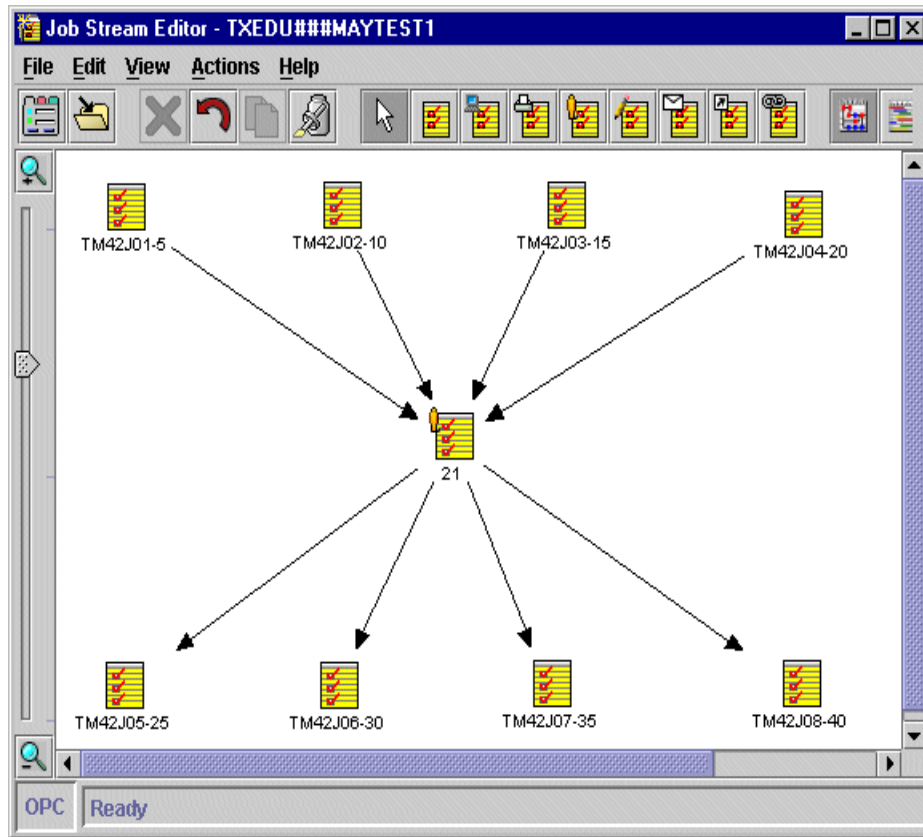 Job Stream Editor - TXEDU###MAYTEST1
File Edit View Actions Help
TM42J01-5 TM42J02-10 TM42J03-15 TM42J04-20
21
TM42J05-25 TM42J06-30 TM42J07-35 TM42J08-40
OPC Ready